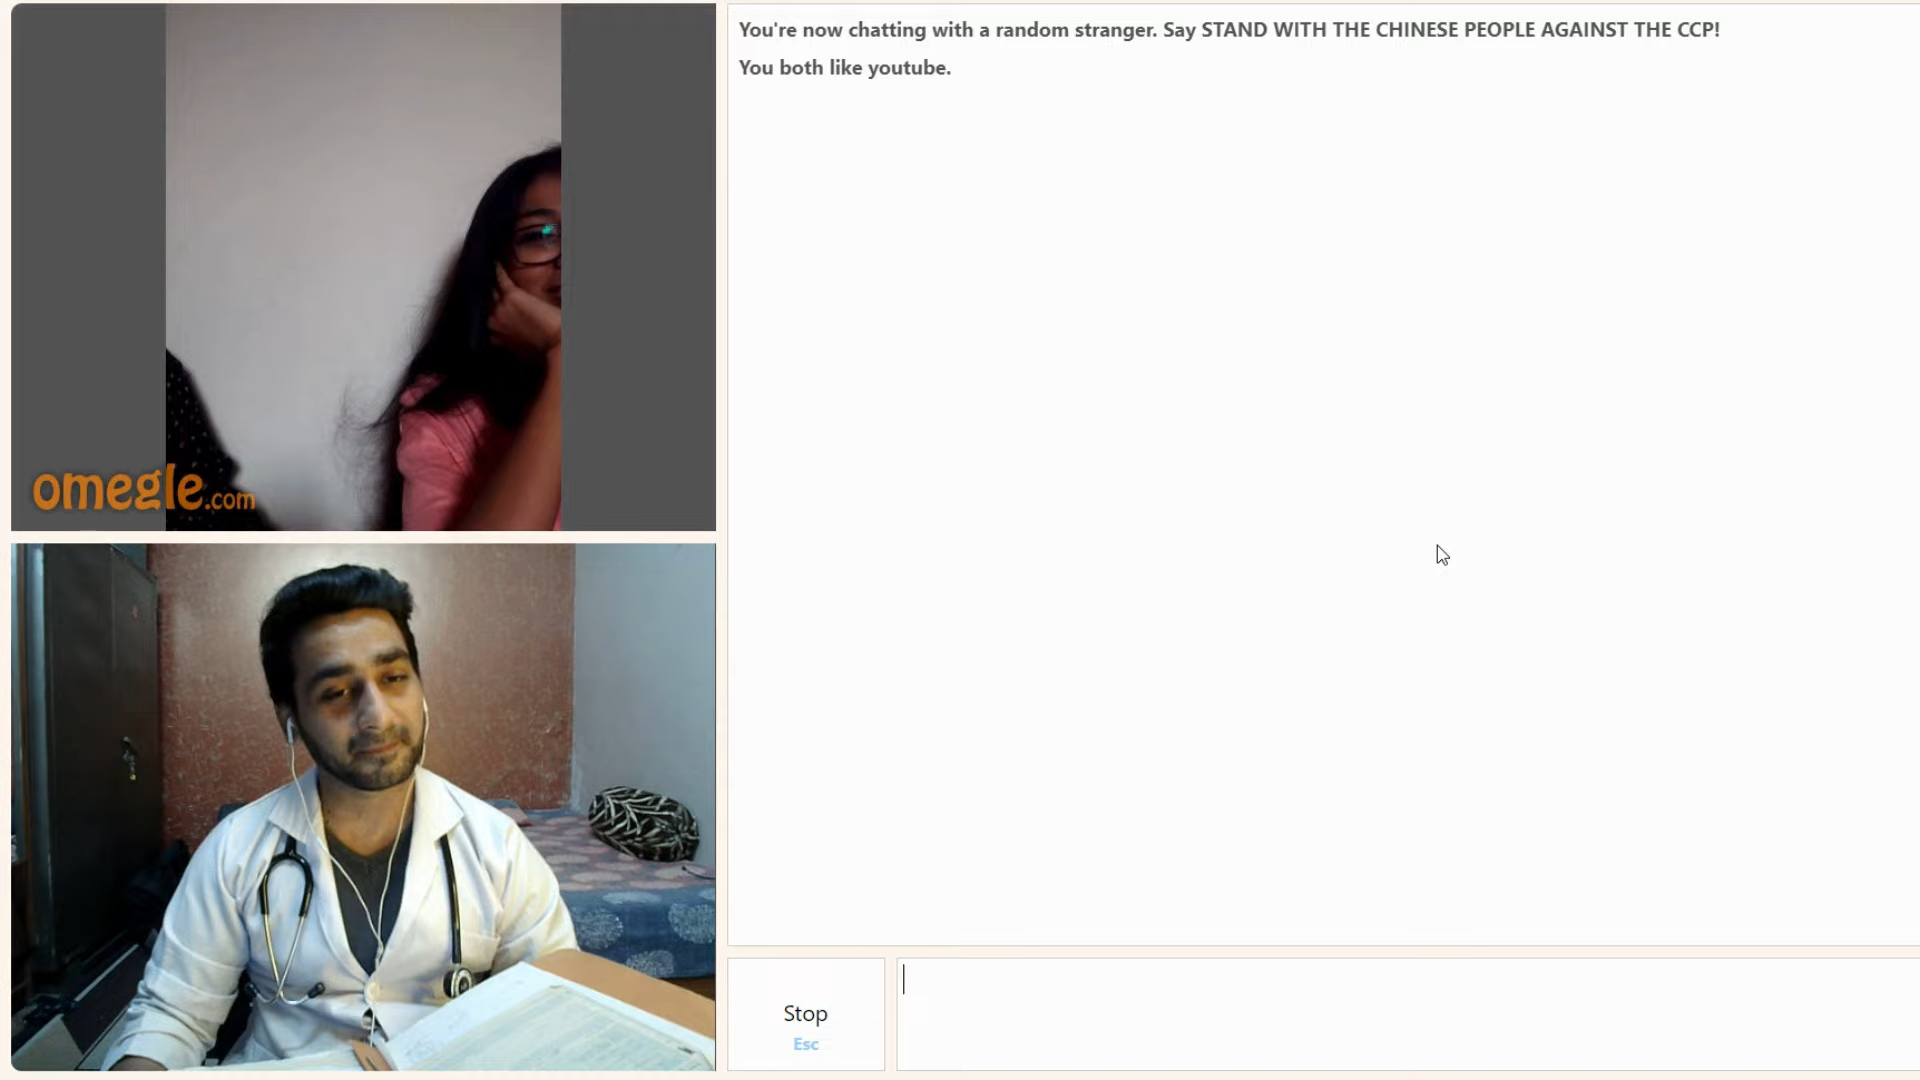 You're now chatting with a random stranger. Say STAND WITH THE CHINESE PEOPLE AGAINST THE CCP!
You both like youtube.
omegle.com
Stop
Esc